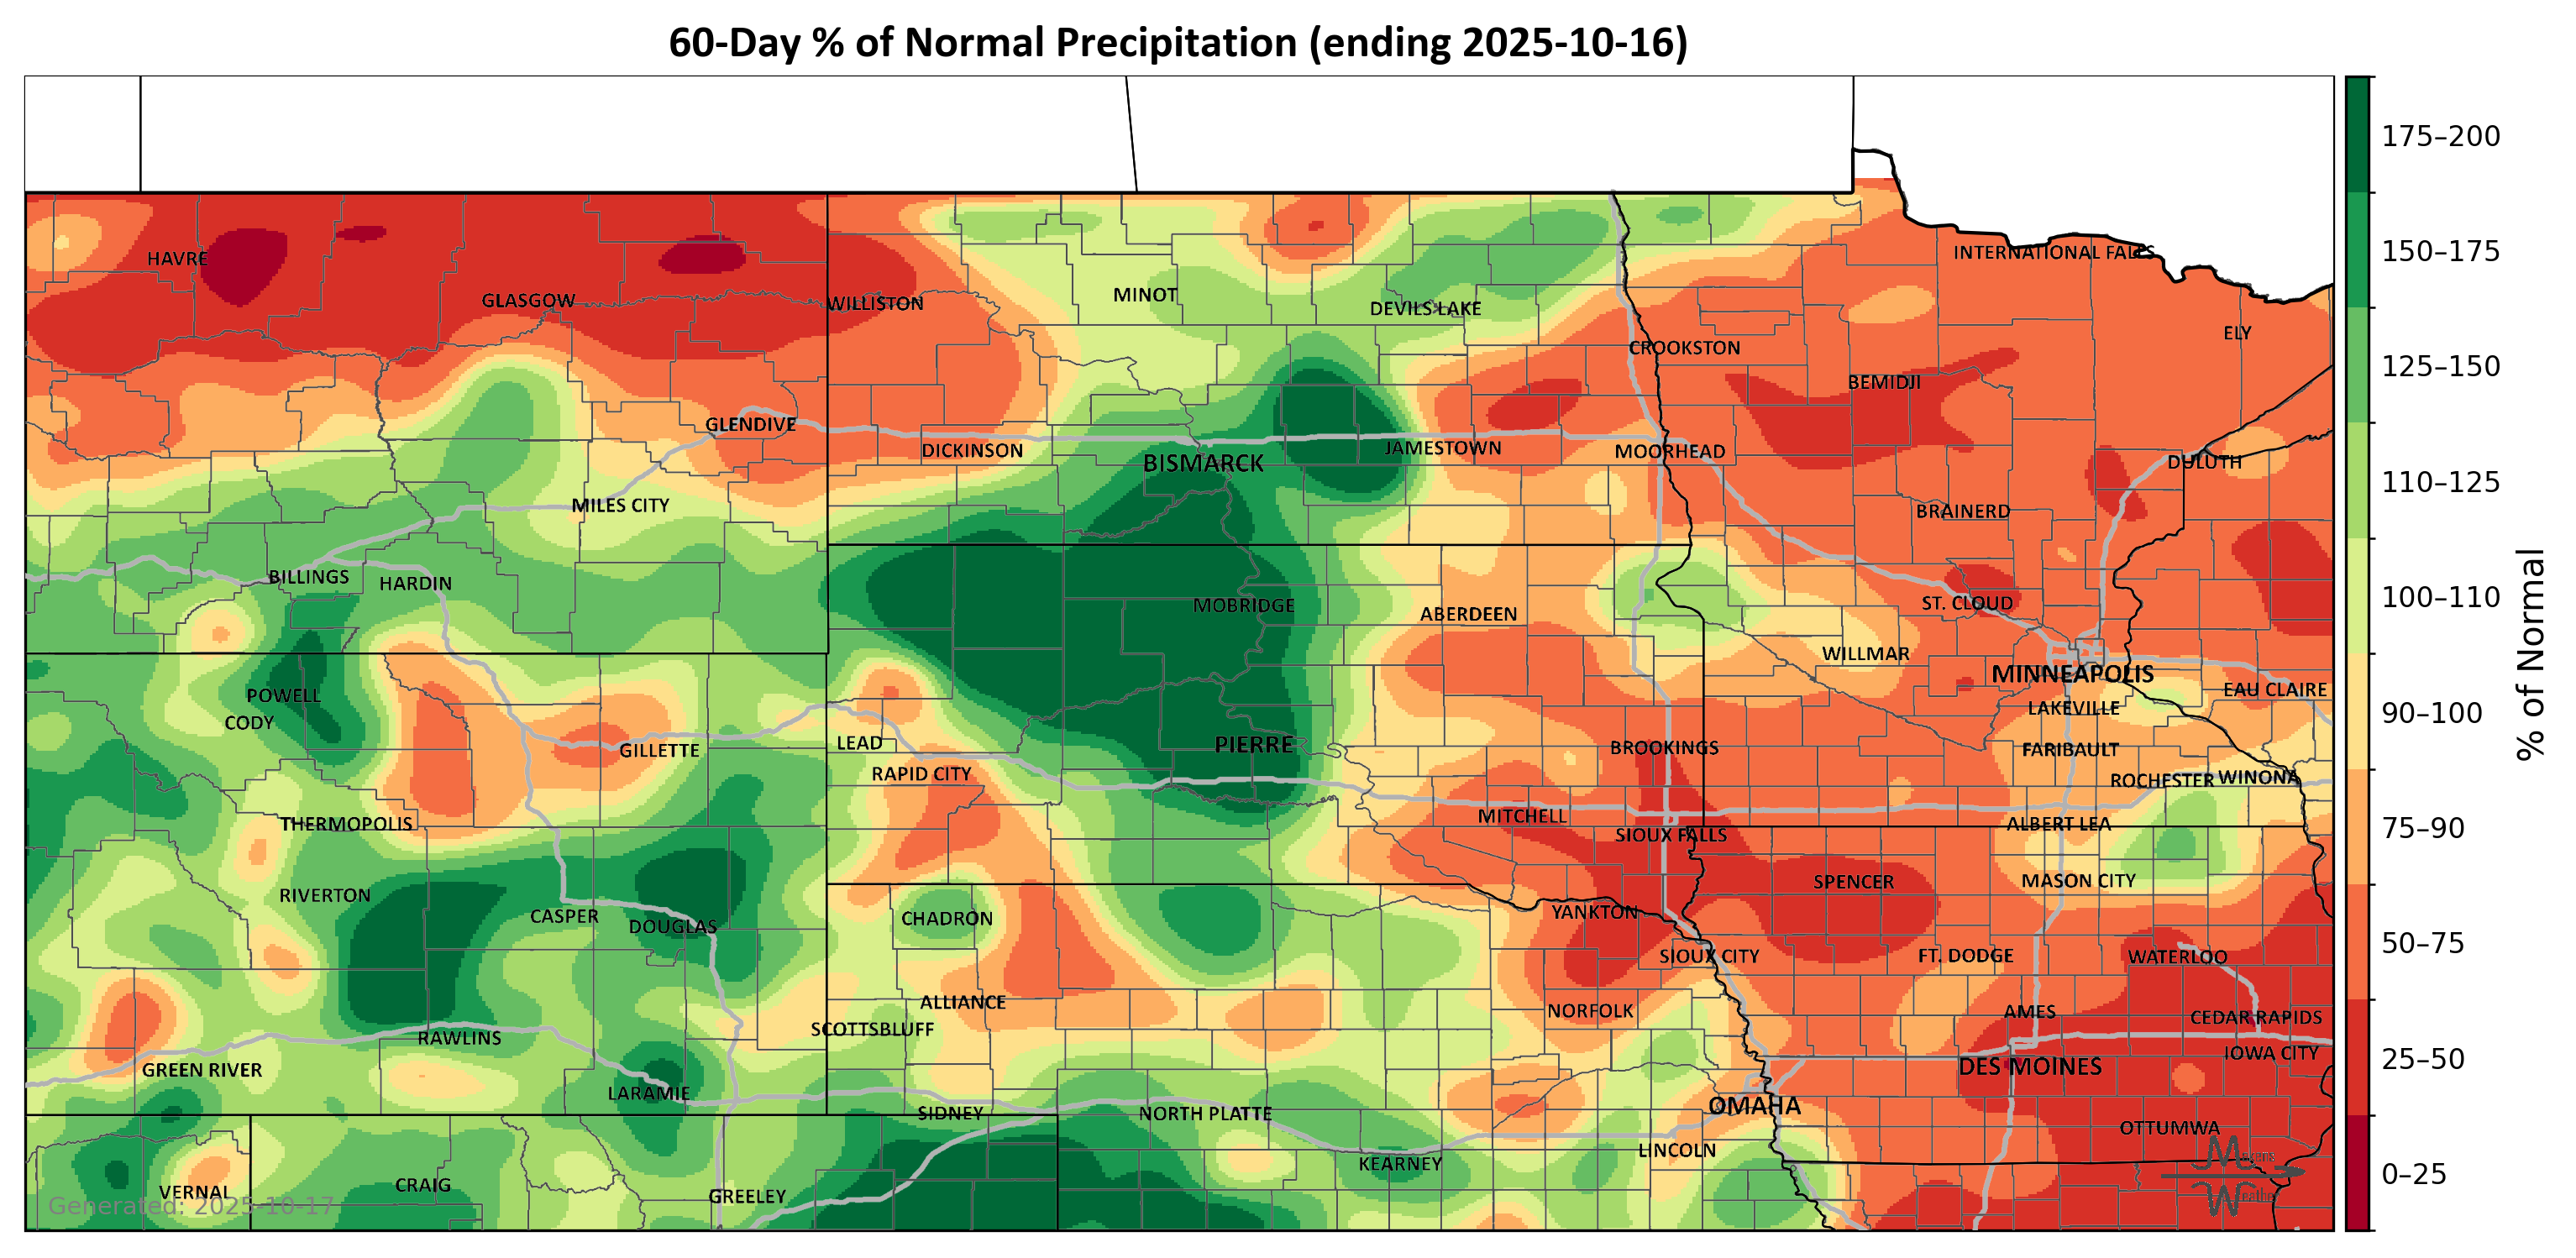 60-Day % of Normal Precipitation (ending 2025-10-16)
175–200
150–175
125–150
110–125
100–110
90–100
75–90
50–75
25–50
0–25
% of Normal
HAVRE
GLASGOW
WILLISTON
MINOT
DEVILS LAKE
INTERNATIONAL FALLS
ELY
CROOKSTON
BEMIDJI
GLENDIVE
DICKINSON
BISMARCK
JAMESTOWN
MOORHEAD
DULUTH
MILES CITY
BRAINERD
BILLINGS
HARDIN
MOBRIDGE
ABERDEEN
ST. CLOUD
WILLMAR
MINNEAPOLIS
EAU CLAIRE
POWELL
CODY
LAKEVILLE
GILLETTE
LEAD
PIERRE
BROOKINGS
FARIBAULT
RAPID CITY
ROCHESTER
WINONA
THERMOPOLIS
MITCHELL
SIOUX FALLS
ALBERT LEA
RIVERTON
CASPER
DOUGLAS
CHADRON
YANKTON
SPENCER
MASON CITY
SIOUX CITY
FT. DODGE
WATERLOO
ALLIANCE
NORFOLK
AMES
CEDAR RAPIDS
SCOTTSBLUFF
RAWLINS
IOWA CITY
GREEN RIVER
DES MOINES
LARAMIE
SIDNEY
NORTH PLATTE
OMAHA
OTTUMWA
LINCOLN
KEARNEY
VERNAL
CRAIG
GREELEY
Generated: 2025-10-17